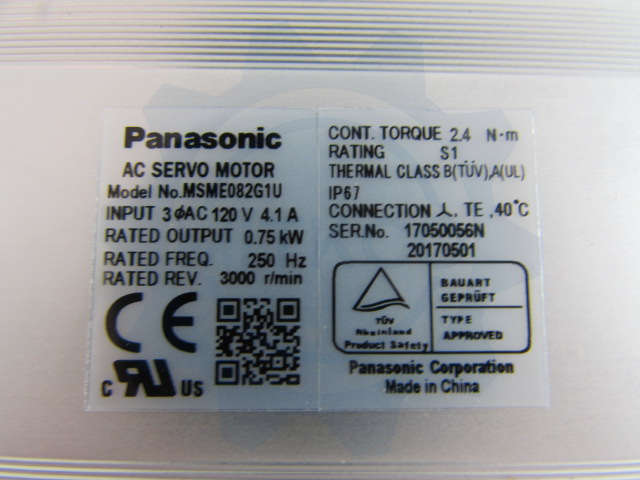 Panasonic
AC SERVO MOTOR
Model No.MSME082G1U
INPUT 3ϕAC 120 V 4.1 A
RATED OUTPUT 0.75 kW
RATED FREQ. 250 Hz
RATED REV. 3000 r/min
CE
c RU US
CONT. TORQUE 2.4 N·m
RATING S1
THERMAL CLASS B(TÜV),A(UL)
IP67
CONNECTION 人, TE ,40°C
SER.No. 17050056N
20170501
TÜV
Rheinland
Product Safety
BAUART
GEPRÜFT
TYPE
APPROVED
Panasonic Corporation
Made in China